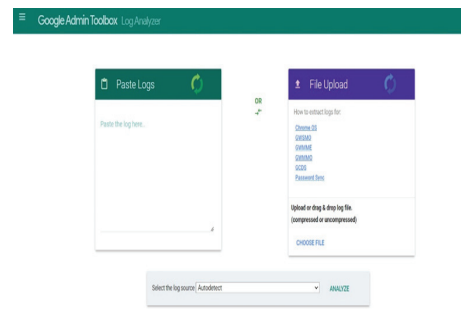 Google Admin Toolbox Log Analyzer
Paste Logs
Paste the log here.
OR
File Upload
How to extract logs for:
Chrome OS
GWSMO
GWMME
GWMMO
GCDS
Password Sync
Upload or drag & drop log file.
(compressed or uncompressed)
CHOOSE FILE
Select the log source Autodetect
ANALYZE